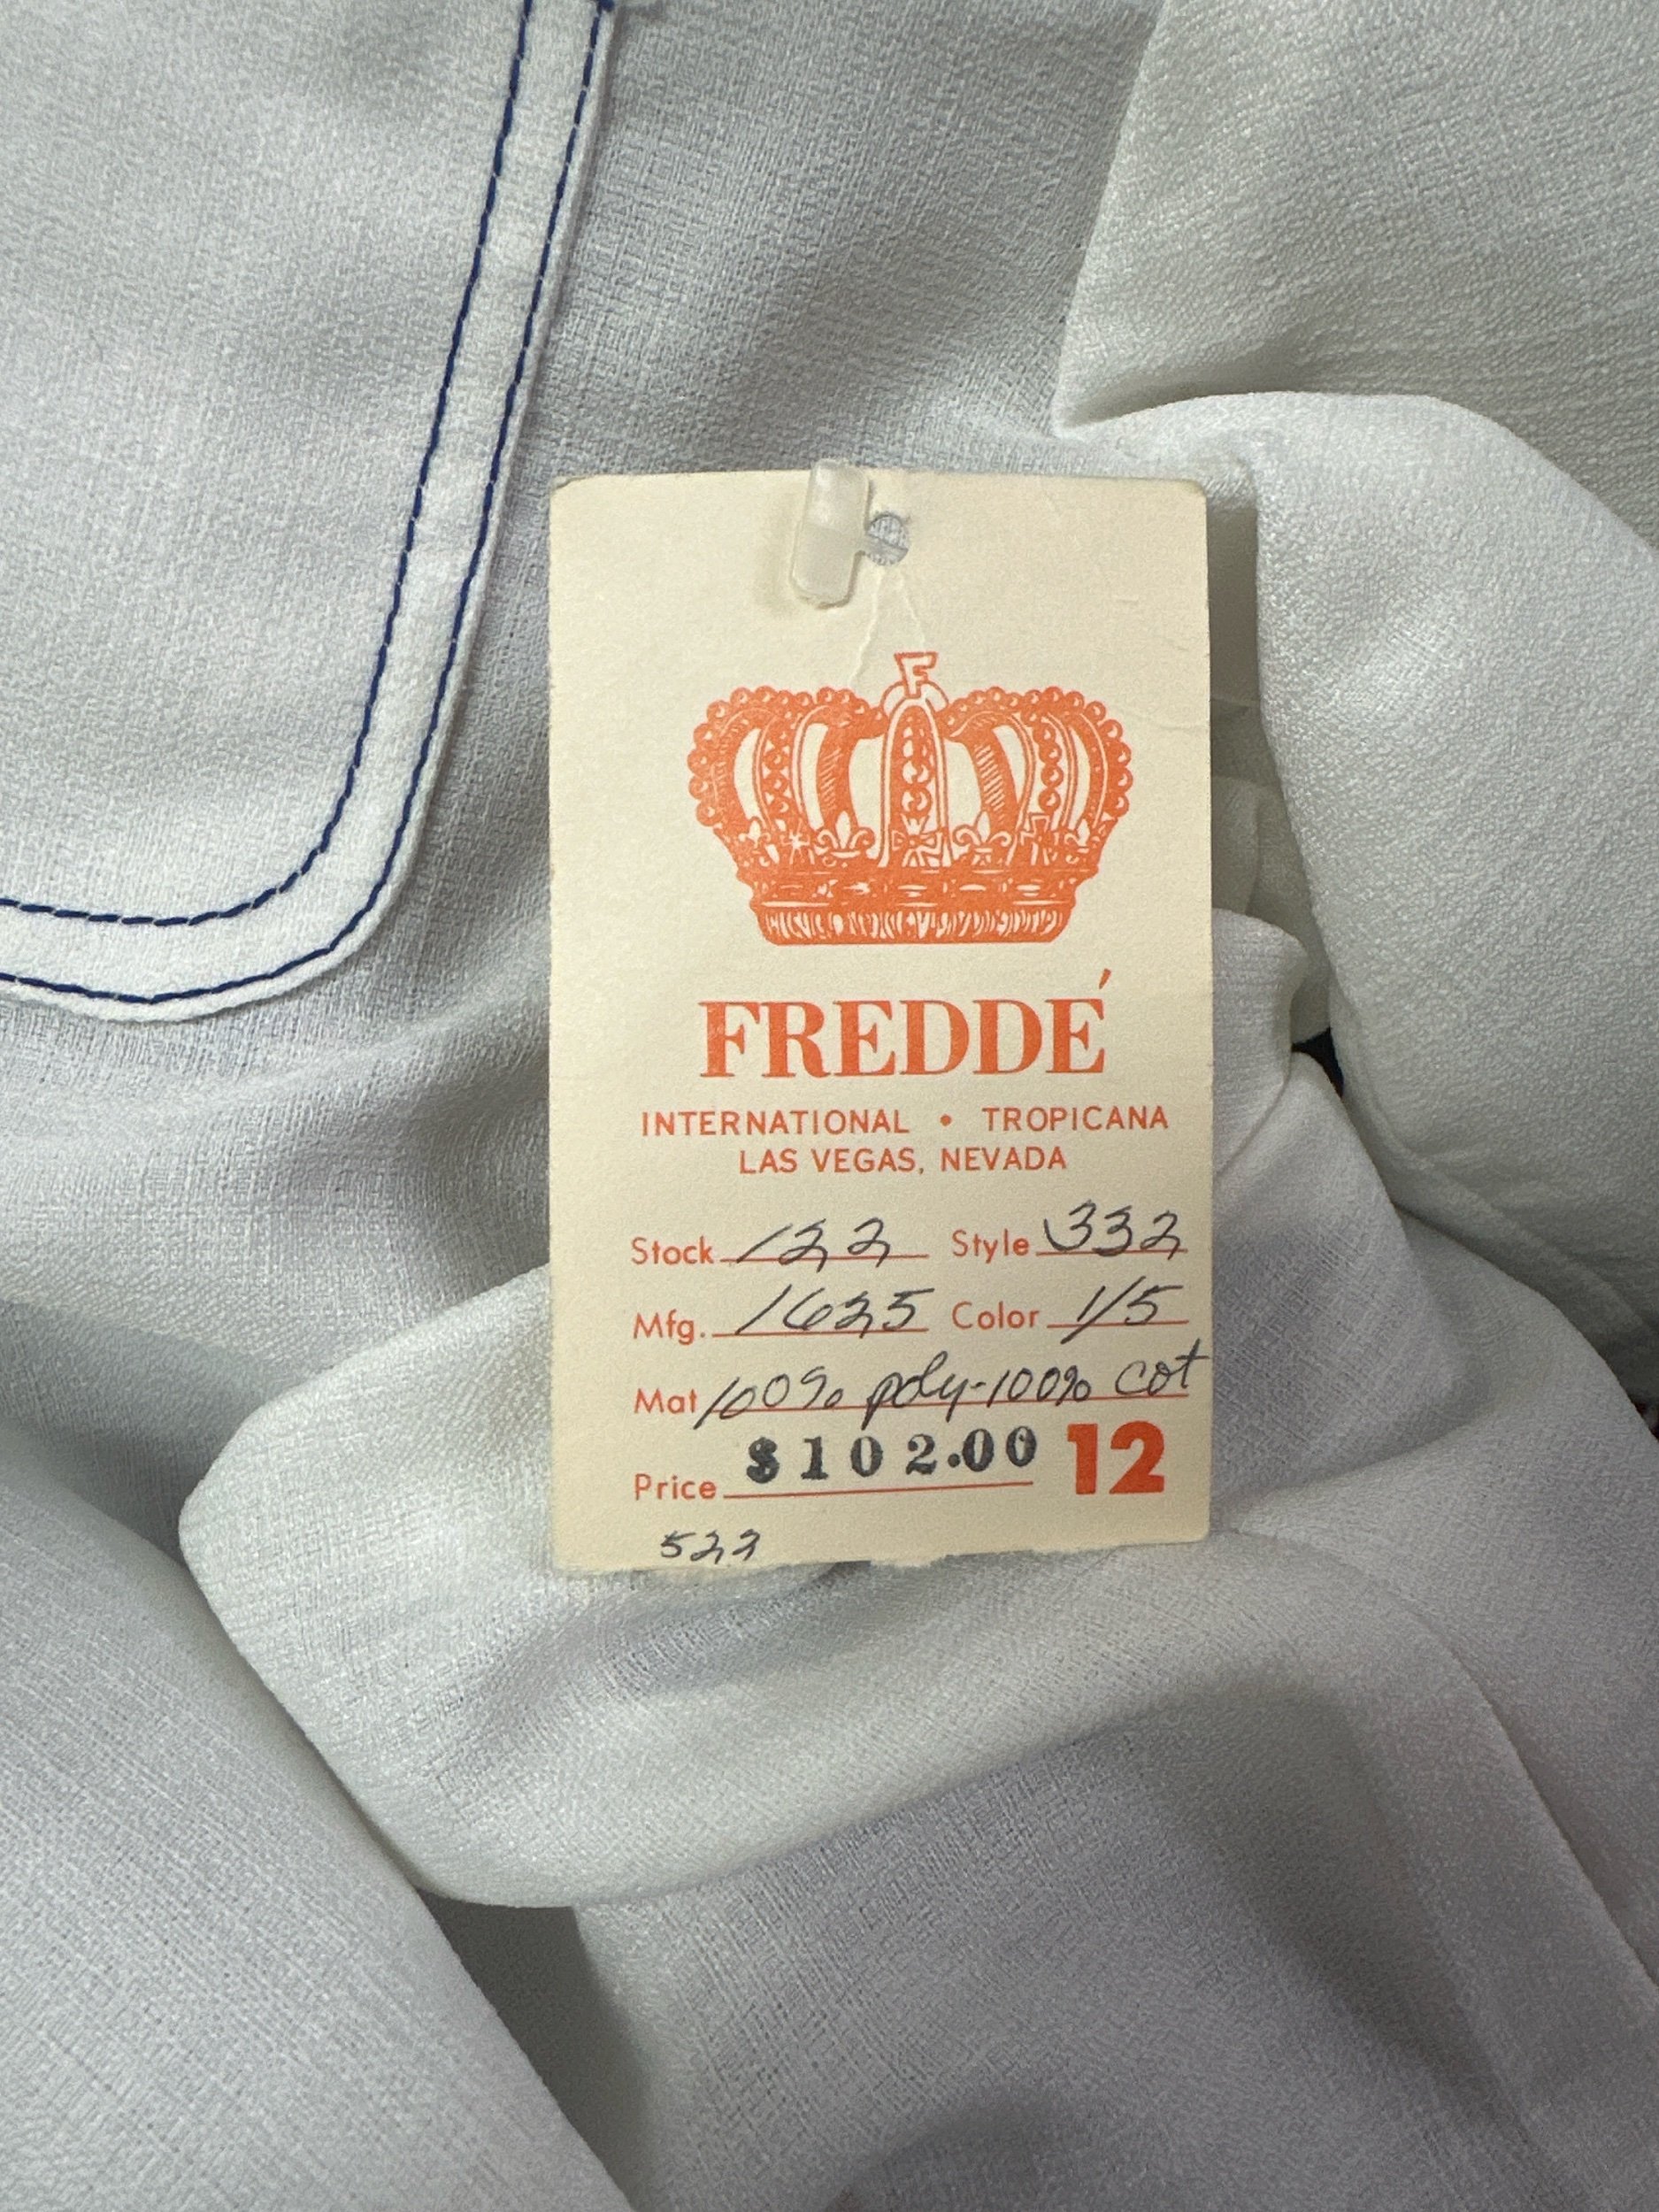 F
FREDDÉ
INTERNATIONAL • TROPICANA
LAS VEGAS, NEVADA
Stock 122 Style 332
Mfg. 1625 Color 1/5
Mat 100% poly-100% cot
Price $102.00 12
522